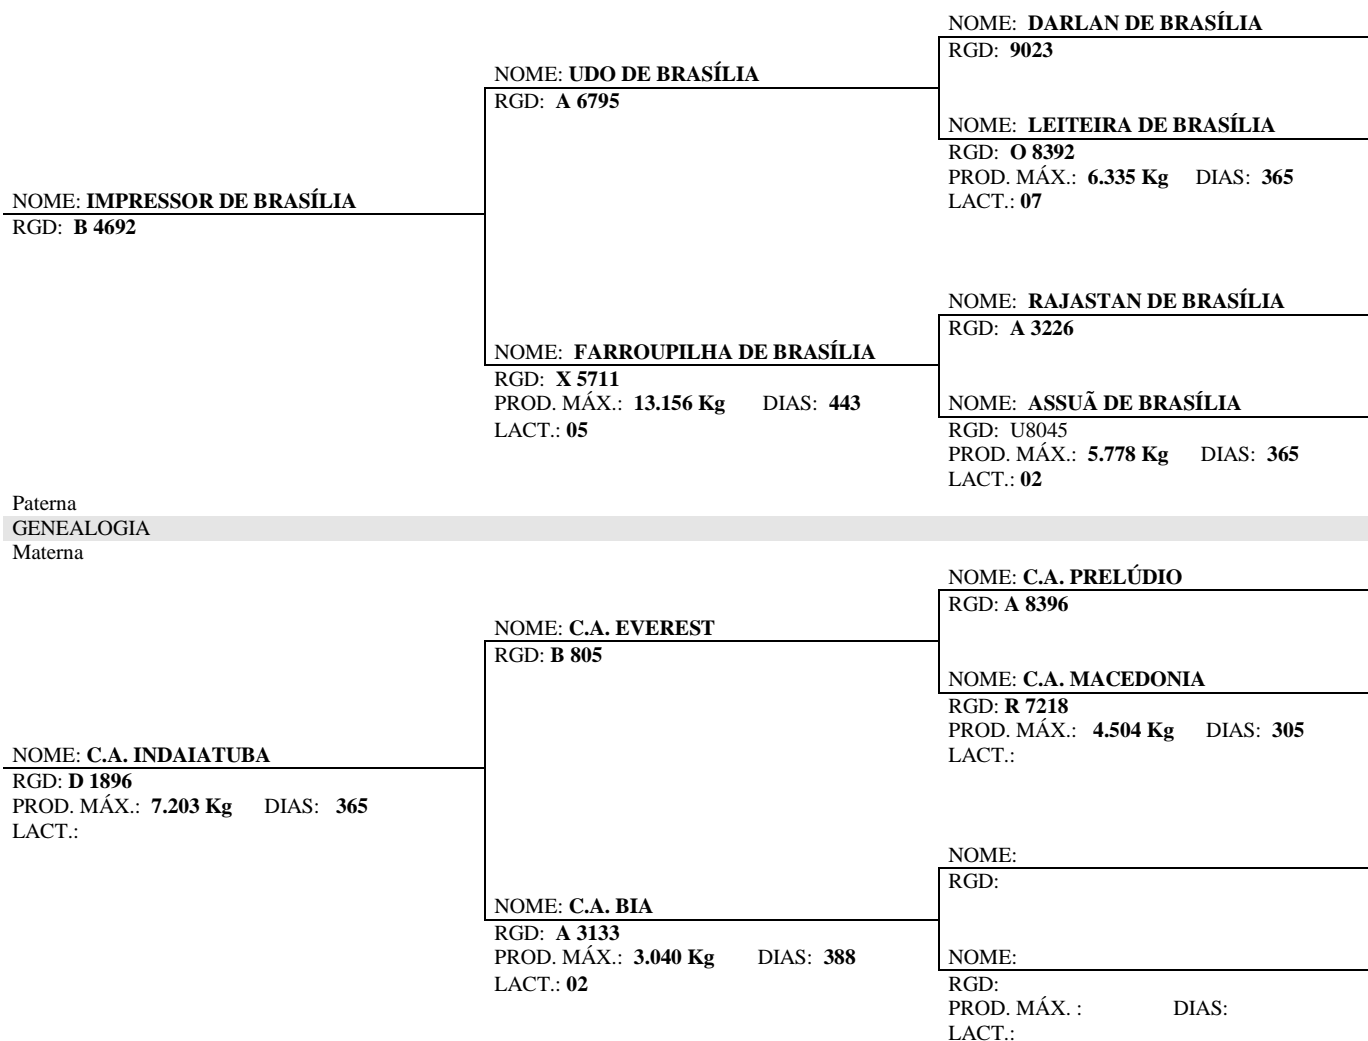 NOME: DARLAN DE BRASÍLIA
RGD: 9023
NOME: UDO DE BRASÍLIA
RGD: A 6795
NOME: LEITEIRA DE BRASÍLIA
RGD: O 8392
PROD. MÁX.: 6.335 Kg DIAS: 365
LACT.: 07
NOME: IMPRESSOR DE BRASÍLIA
RGD: B 4692
NOME: RAJASTAN DE BRASÍLIA
RGD: A 3226
NOME: FARROUPILHA DE BRASÍLIA
RGD: X 5711
PROD. MÁX.: 13.156 Kg DIAS: 443
LACT.: 05
NOME: ASSUÃ DE BRASÍLIA
RGD: U8045
PROD. MÁX.: 5.778 Kg DIAS: 365
LACT.: 02
Paterna
GENEALOGIA
Materna
NOME: C.A. PRELÚDIO
RGD: A 8396
NOME: C.A. EVEREST
RGD: B 805
NOME: C.A. MACEDONIA
RGD: R 7218
PROD. MÁX.: 4.504 Kg DIAS: 305
LACT.:
NOME: C.A. INDAIATUBA
RGD: D 1896
PROD. MÁX.: 7.203 Kg DIAS: 365
LACT.:
NOME:
RGD:
NOME: C.A. BIA
RGD: A 3133
PROD. MÁX.: 3.040 Kg DIAS: 388
LACT.: 02
NOME:
RGD:
PROD. MÁX. : DIAS:
LACT.: